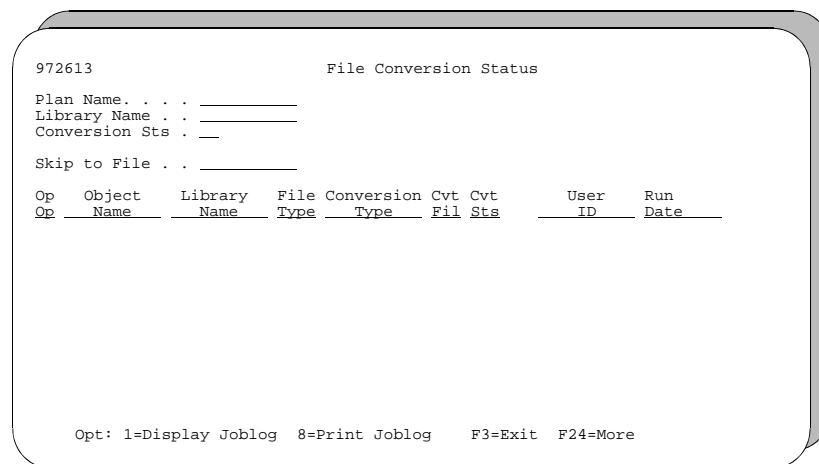 972613 File Conversion Status
Plan Name. . . .
Library Name . .
Conversion Sts .
Skip to File . .
Op Object Library File Conversion Cvt Cvt User Run
Op Name Name Type Type Fil Sts ID Date
Opt: 1=Display Joblog 8=Print Joblog F3=Exit F24=More